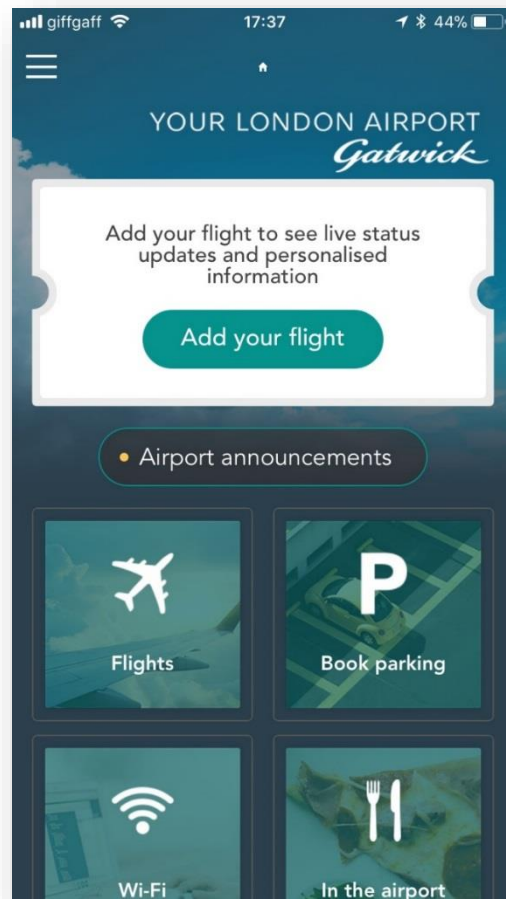 giffgaff 17:37 44%
YOUR LONDON AIRPORT
Gatwick
Add your flight to see live status
updates and personalised
information
Add your flight
Airport announcements
Flights
P
Book parking
Wi-Fi
In the airport